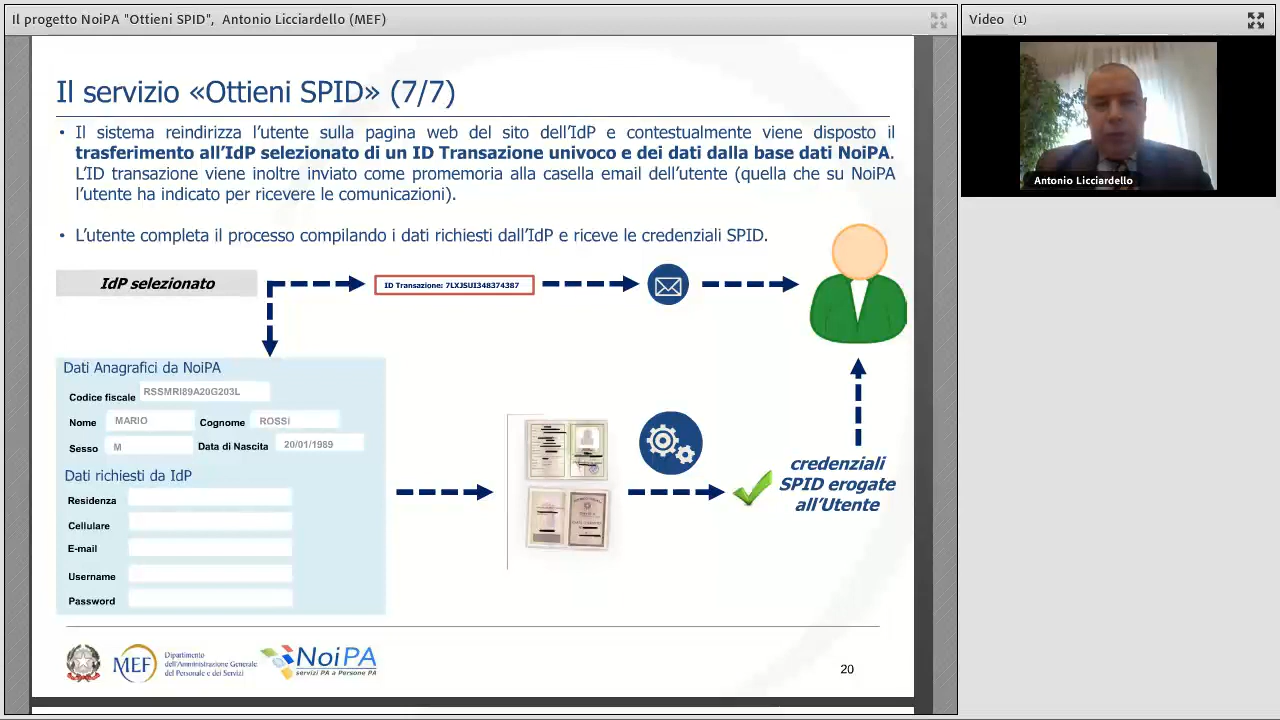 Il progetto NoiPA "Ottieni SPID", Antonio Licciardello (MEF)
Video (1)
Antonio Licciardello
Il servizio «Ottieni SPID» (7/7)
• Il sistema reindirizza l'utente sulla pagina web del sito dell'IdP e contestualmente viene disposto il
trasferimento all'IdP selezionato di un ID Transazione univoco e dei dati dalla base dati NoiPA.
L'ID transazione viene inoltre inviato come promemoria alla casella email dell'utente (quella che su NoiPA
l'utente ha indicato per ricevere le comunicazioni).
• L'utente completa il processo compilando i dati richiesti dall'IdP e riceve le credenziali SPID.
IdP selezionato
ID Transazione: 7LXJSUI348374387
Dati Anagrafici da NoiPA
Codice fiscale RSSMRI89A20G203L
Nome MARIO Cognome ROSSI
Sesso M Data di Nascita 20/01/1989
Dati richiesti da IdP
Residenza
Cellulare
E-mail
Username
Password
credenziali
SPID erogate
all'Utente
MEF
Dipartimento
dell'Amministrazione Generale
del Personale e dei Servizi
NoiPA
servizi PA a Persone PA
20